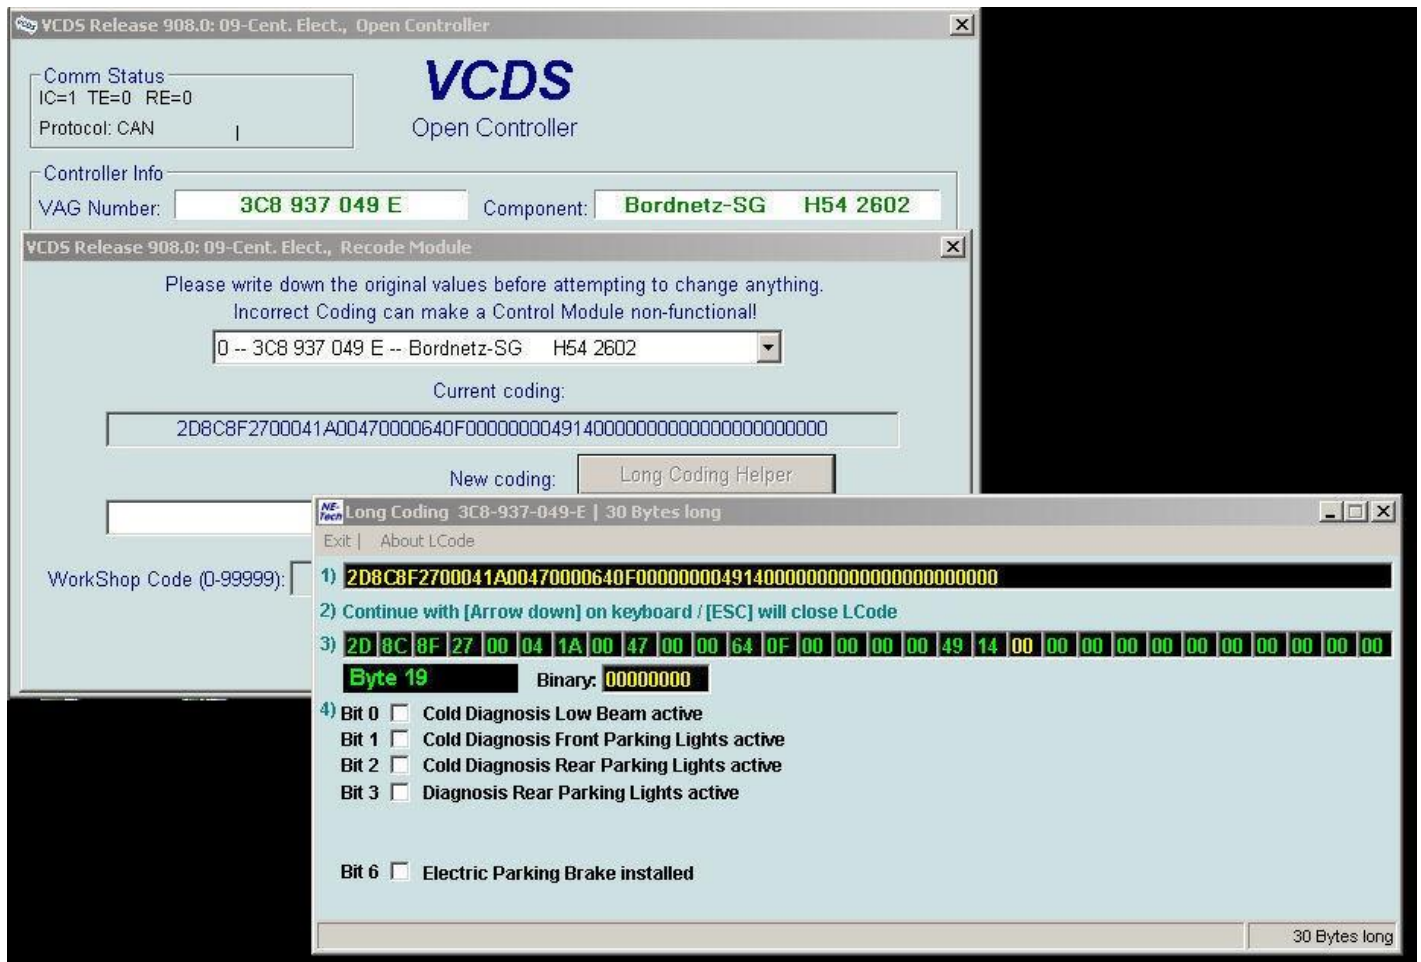 VCDS Release 908.0: 09-Cent. Elect., Open Controller
Comm Status
IC=1 TE=0 RE=0
Protocol: CAN |
VCDS
Open Controller
Controller Info
VAG Number: 3C8 937 049 E Component: Bordnetz-SG H54 2602
VCDS Release 908.0: 09-Cent. Elect., Recode Module
Please write down the original values before attempting to change anything.
Incorrect Coding can make a Control Module non-functional!
0 -- 3C8 937 049 E -- Bordnetz-SG H54 2602
Current coding:
2D8C8F2700041A00470000640F00000000491400000000000000000000
New coding: Long Coding Helper
WorkShop Code (0-99999):
NE-Tech Long Coding 3C8-937-049-E | 30 Bytes long
Exit | About LCode
1) 2D8C8F2700041A00470000640F00000000491400000000000000000000
2) Continue with [Arrow down] on keyboard / [ESC] will close LCode
3) 2D 8C 8F 27 00 04 1A 00 47 00 00 64 0F 00 00 00 00 49 14 00 00 00 00 00 00 00 00 00 00 00
Byte 19 Binary: 00000000
4) Bit 0 Cold Diagnosis Low Beam active
Bit 1 Cold Diagnosis Front Parking Lights active
Bit 2 Cold Diagnosis Rear Parking Lights active
Bit 3 Diagnosis Rear Parking Lights active
Bit 6 Electric Parking Brake installed
30 Bytes long